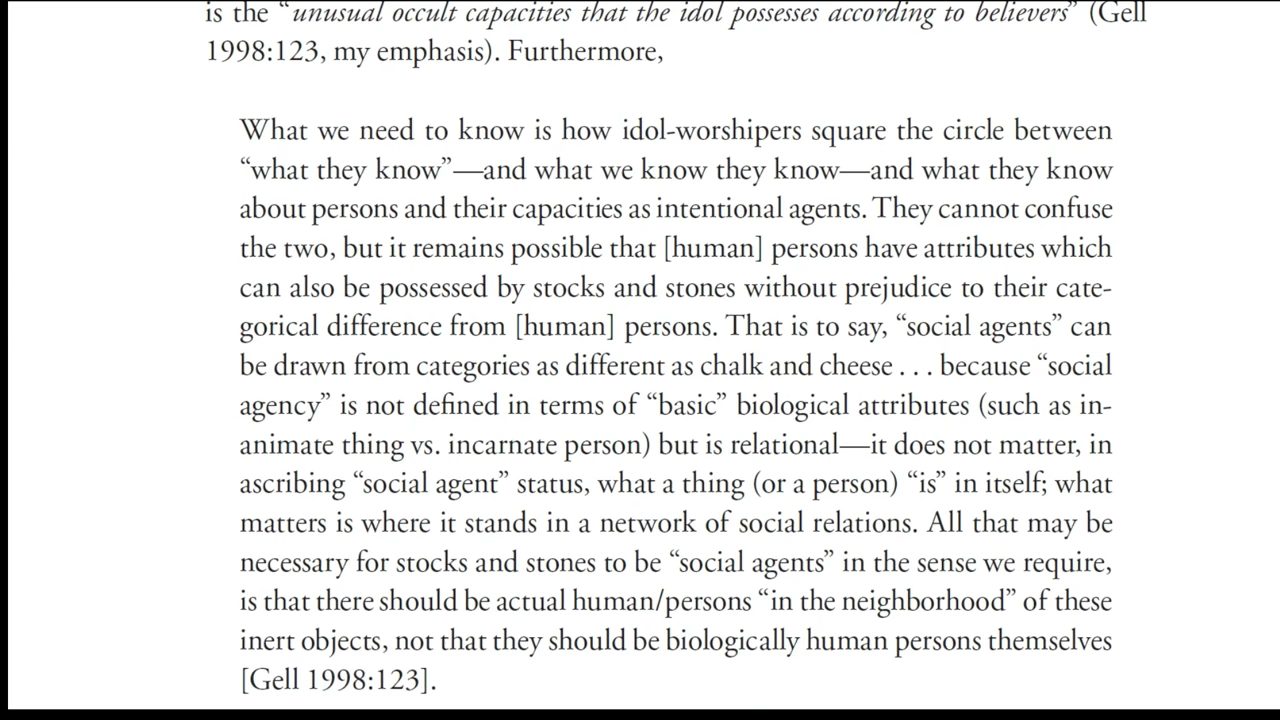 is the “unusual occult capacities that the idol possesses according to believers” (Gell
1998:123, my emphasis). Furthermore,
What we need to know is how idol-worshipers square the circle between
“what they know”—and what we know they know—and what they know
about persons and their capacities as intentional agents. They cannot confuse
the two, but it remains possible that [human] persons have attributes which
can also be possessed by stocks and stones without prejudice to their cate-
gorical difference from [human] persons. That is to say, “social agents” can
be drawn from categories as different as chalk and cheese . . . because “social
agency” is not defined in terms of “basic” biological attributes (such as in-
animate thing vs. incarnate person) but is relational—it does not matter, in
ascribing “social agent” status, what a thing (or a person) “is” in itself; what
matters is where it stands in a network of social relations. All that may be
necessary for stocks and stones to be “social agents” in the sense we require,
is that there should be actual human/persons “in the neighborhood” of these
inert objects, not that they should be biologically human persons themselves
[Gell 1998:123].